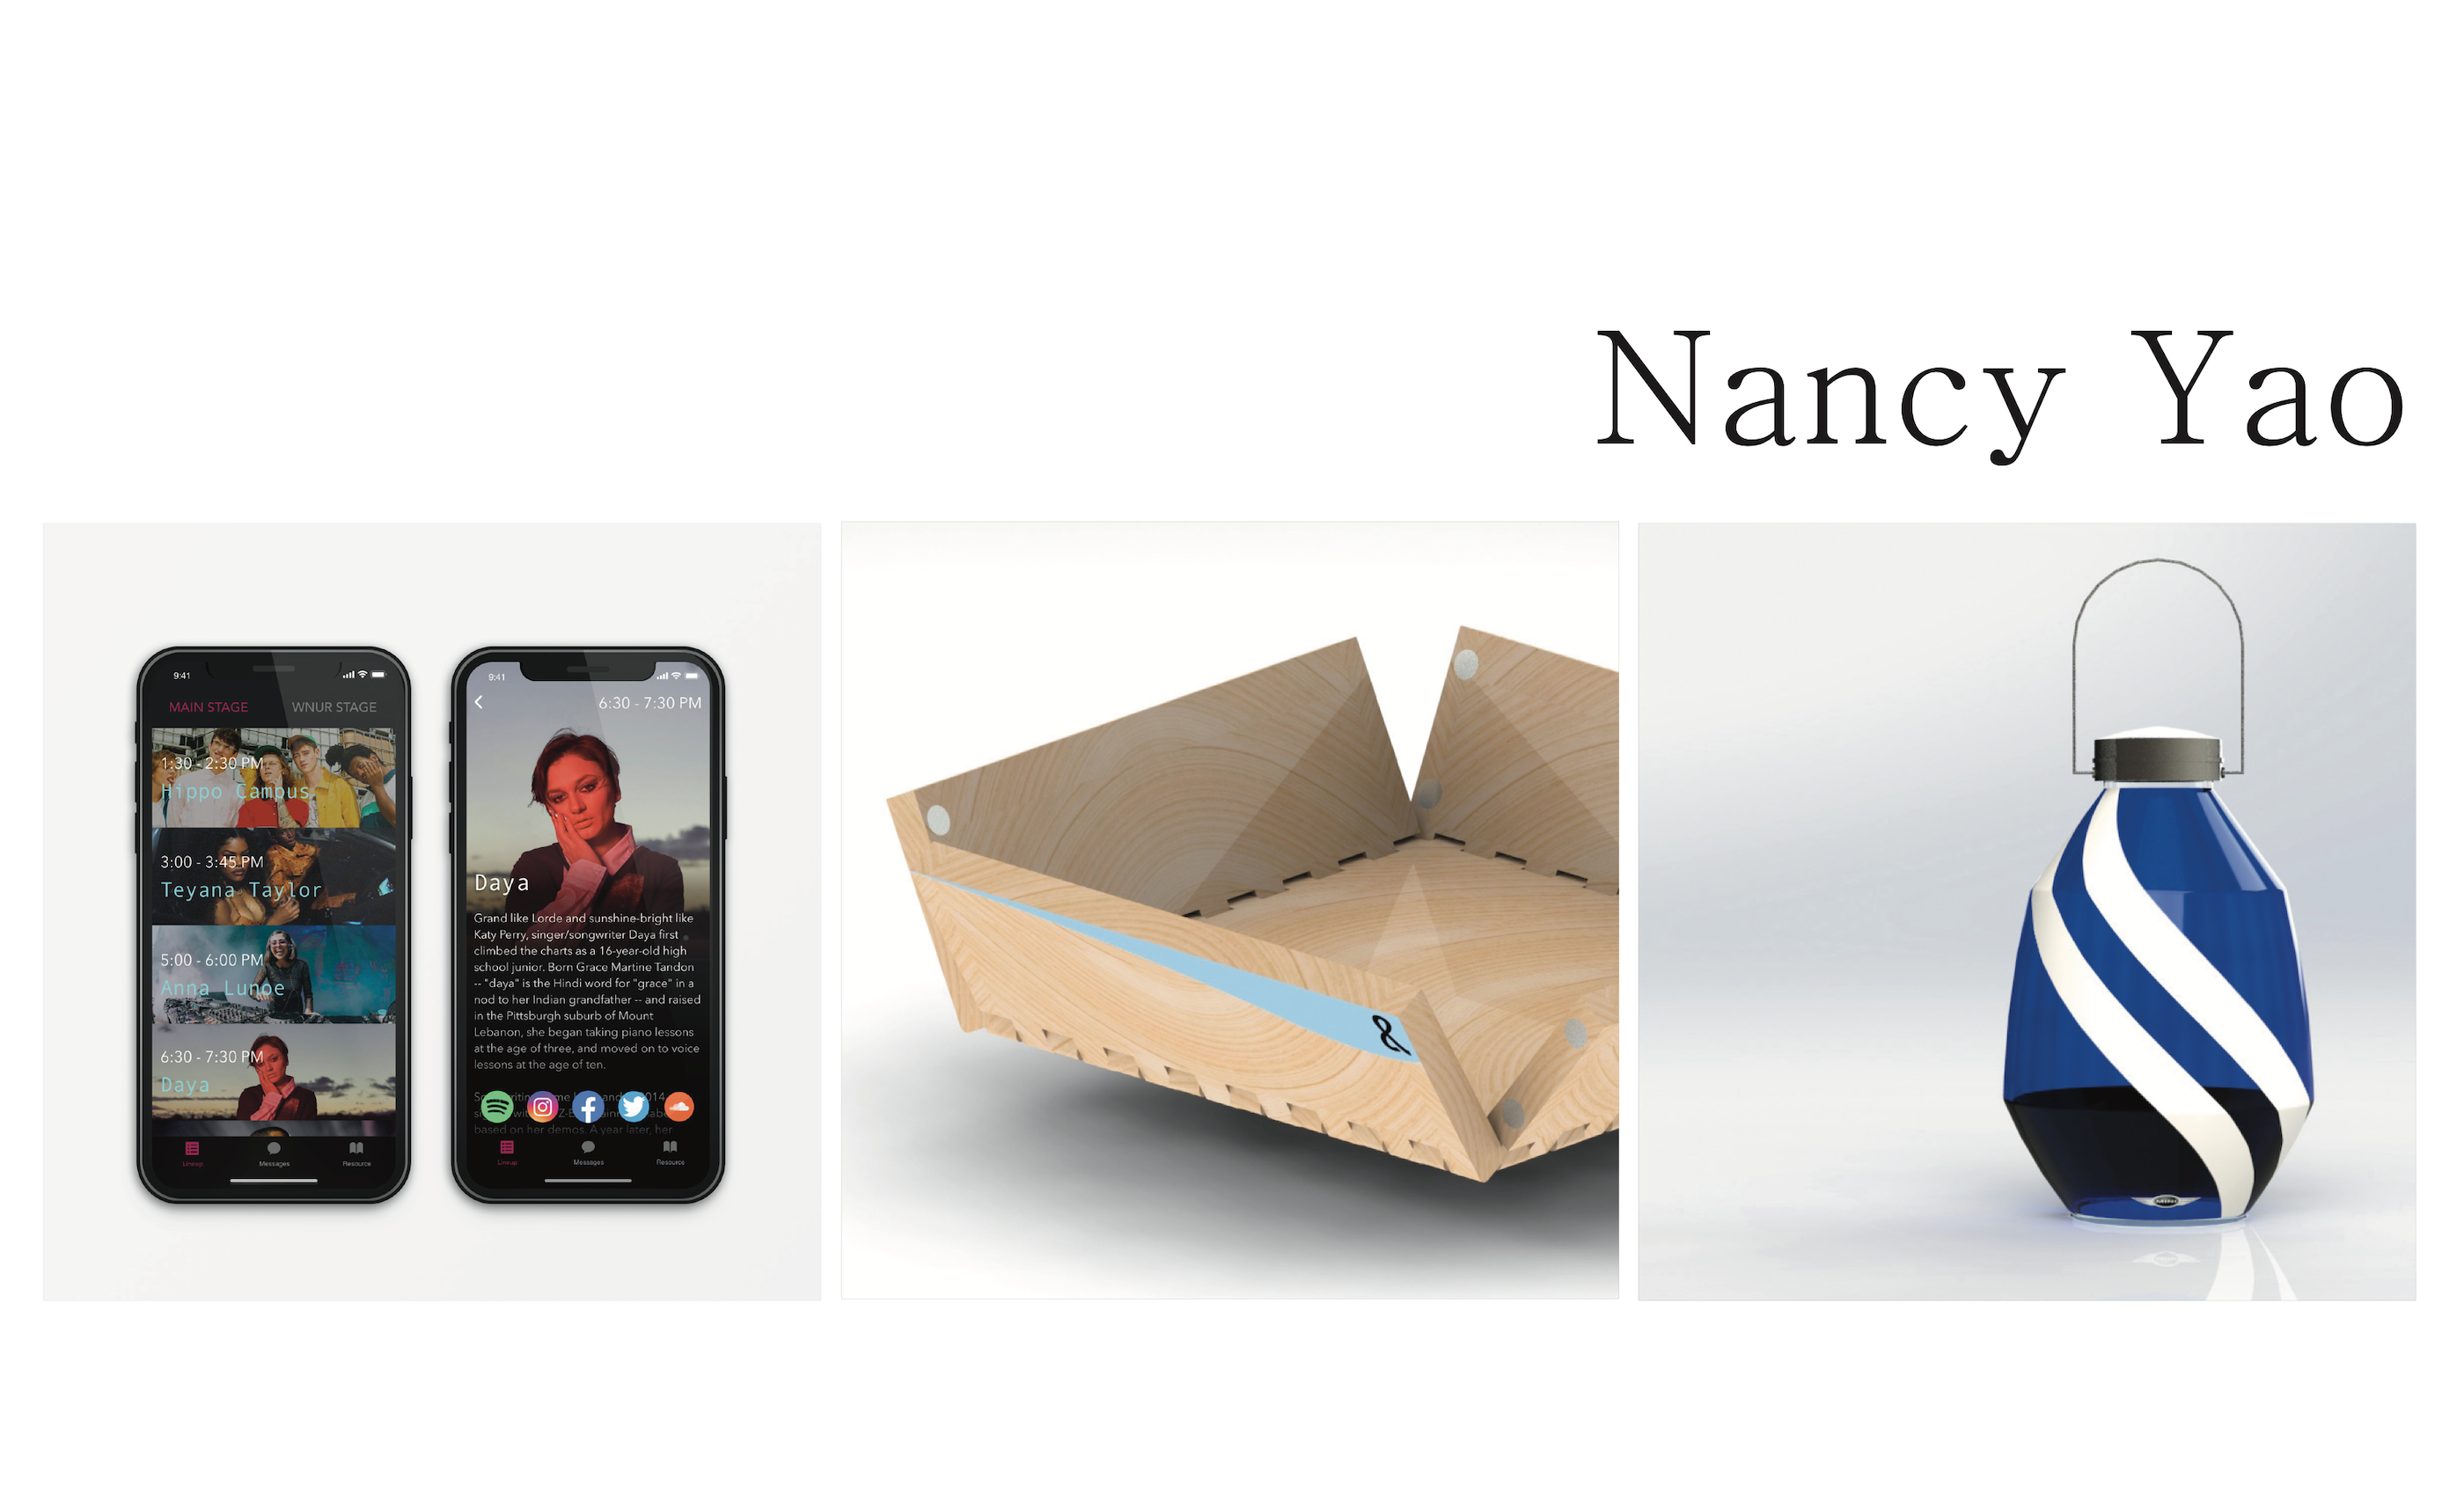 Nancy Yao
9:41
MAIN STAGE WNUR STAGE
1:30 - 2:30 PM
Hippo Campus
3:00 - 3:45 PM
Teyana Taylor
5:00 - 6:00 PM
Anna Lunoe
6:30 - 7:30 PM
Daya
Lineup Messages Resource
9:41
6:30 - 7:30 PM
Daya
Grand like Lorde and sunshine-bright like
Katy Perry, singer/songwriter Daya first
climbed the charts as a 16-year-old high
school junior. Born Grace Martine Tandon
-- "daya" is the Hindi word for "grace" in a
nod to her Indian grandfather -- and raised
in the Pittsburgh suburb of Mount
Lebanon, she began taking piano lessons
at the age of three, and moved on to voice
lessons at the age of ten.
2014
based on her demos. A year later, her
Lineup Messages Resource
&